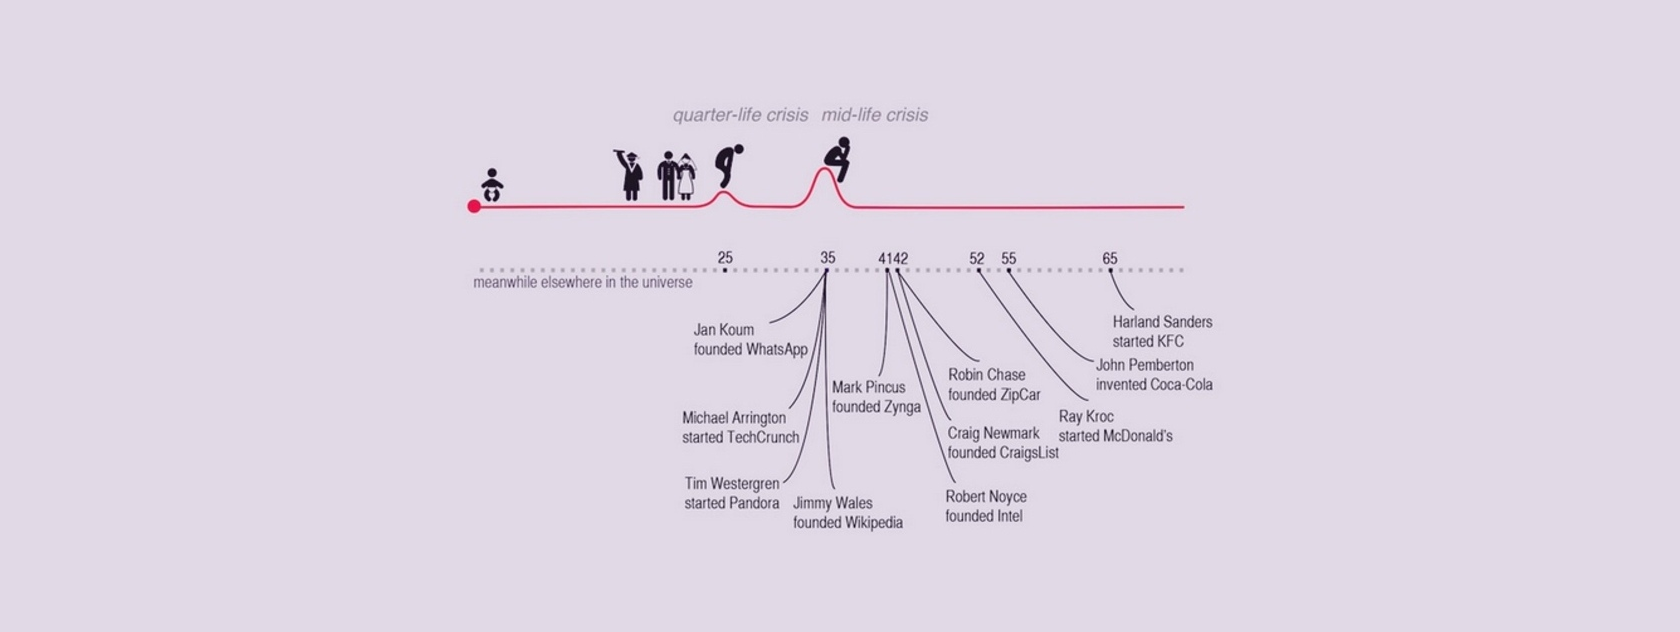 quarter-life crisis
mid-life crisis
25
35
41
42
52
55
65
meanwhile elsewhere in the universe
Jan Koum
founded WhatsApp
Michael Arrington
started TechCrunch
Tim Westergren
started Pandora
Jimmy Wales
founded Wikipedia
Mark Pincus
founded Zynga
Robin Chase
founded ZipCar
Craig Newmark
founded CraigsList
Robert Noyce
founded Intel
Ray Kroc
started McDonald's
John Pemberton
invented Coca-Cola
Harland Sanders
started KFC